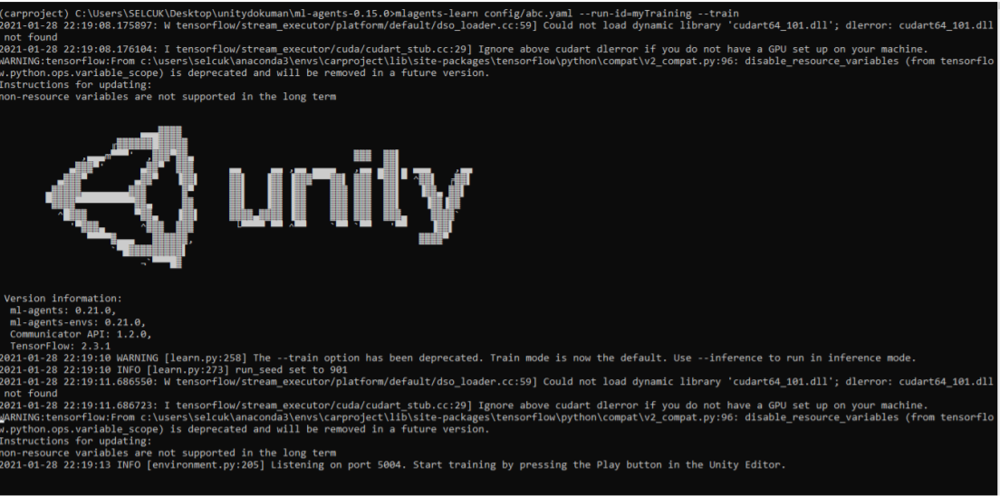 (carproject) C:\Users\SELCUK\Desktop\unitydokuman\ml-agents-0.15.0>mlagents-learn config/abc.yaml --run-id=myTraining --train
2021-01-28 22:19:08.175897: W tensorflow/stream_executor/platform/default/dso_loader.cc:59] Could not load dynamic library 'cudart64_101.dll'; dlerror: cudart64_101.dll
not found
2021-01-28 22:19:08.176104: I tensorflow/stream_executor/cuda/cudart_stub.cc:29] Ignore above cudart dlerror if you do not have a GPU set up on your machine.
WARNING:tensorflow:From c:\users\selcuk\anaconda3\envs\carproject\lib\site-packages\tensorflow\python\compat\v2_compat.py:96: disable_resource_variables (from tensorflo
w.python.ops.variable_scope) is deprecated and will be removed in a future version.
Instructions for updating:
non-resource variables are not supported in the long term
unity
Version information:
ml-agents: 0.21.0,
ml-agents-envs: 0.21.0,
Communicator API: 1.2.0,
TensorFlow: 2.3.1
2021-01-28 22:19:10 WARNING [learn.py:258] The --train option has been deprecated. Train mode is now the default. Use --inference to run in inference mode.
2021-01-28 22:19:10 INFO [learn.py:273] run_seed set to 901
2021-01-28 22:19:11.686550: W tensorflow/stream_executor/platform/default/dso_loader.cc:59] Could not load dynamic library 'cudart64_101.dll'; dlerror: cudart64_101.dll
not found
2021-01-28 22:19:11.686723: I tensorflow/stream_executor/cuda/cudart_stub.cc:29] Ignore above cudart dlerror if you do not have a GPU set up on your machine.
WARNING:tensorflow:From c:\users\selcuk\anaconda3\envs\carproject\lib\site-packages\tensorflow\python\compat\v2_compat.py:96: disable_resource_variables (from tensorflo
w.python.ops.variable_scope) is deprecated and will be removed in a future version.
Instructions for updating:
non-resource variables are not supported in the long term
2021-01-28 22:19:13 INFO [environment.py:205] Listening on port 5004. Start training by pressing the Play button in the Unity Editor.